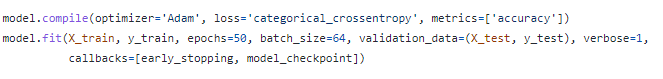 model.compile(optimizer='Adam', loss='categorical_crossentropy', metrics=['accuracy'])
model.fit(X_train, y_train, epochs=50, batch_size=64, validation_data=(X_test, y_test), verbose=1,
callbacks=[early_stopping, model_checkpoint])